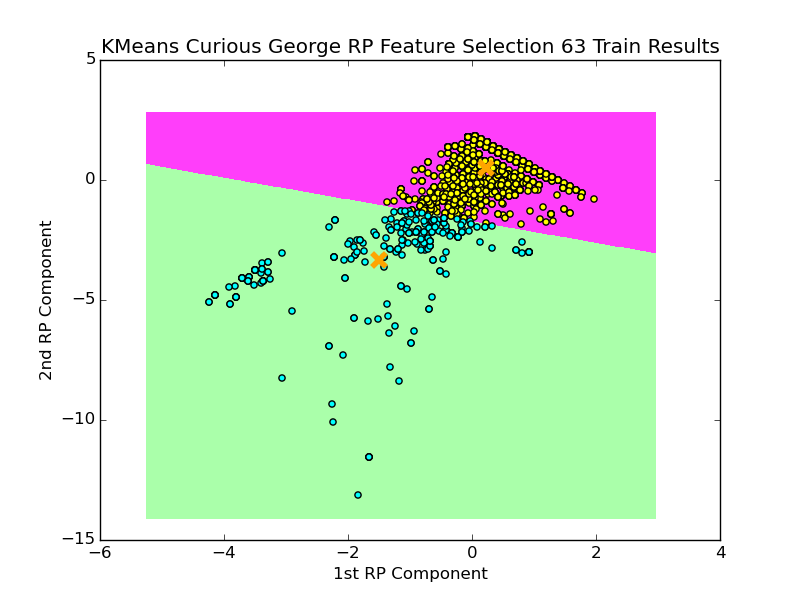 KMeans Curious George RP Feature Selection 63 Train Results
5
0
−5
−10
−15
2nd RP Component
−6 −4 −2 0 2 4
1st RP Component